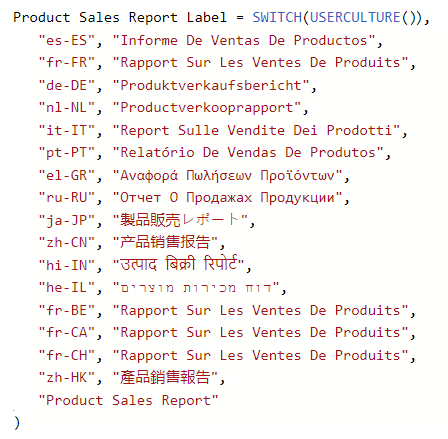 Product Sales Report Label = SWITCH(USERCULTURE()),
"es-ES", "Informe De Ventas De Productos",
"fr-FR", "Rapport Sur Les Ventes De Produits",
"de-DE", "Produktverkaufsbericht",
"nl-NL", "Productverkooprapport",
"it-IT", "Report Sulle Vendite Dei Prodotti",
"pt-PT", "Relatório De Vendas De Produtos",
"el-GR", "Αναφορά Πωλήσεων Προϊόντων",
"ru-RU", "Отчет О Продажах Продукции",
"ja-JP", "製品販売レポート",
"zh-CN", "产品销售报告",
"hi-IN", "उत्पाद बिक्री रिपोर्ट",
"he-IL", "דוח מכירות מוצרים",
"fr-BE", "Rapport Sur Les Ventes De Produits",
"fr-CA", "Rapport Sur Les Ventes De Produits",
"fr-CH", "Rapport Sur Les Ventes De Produits",
"zh-HK", "產品銷售報告",
"Product Sales Report"
)